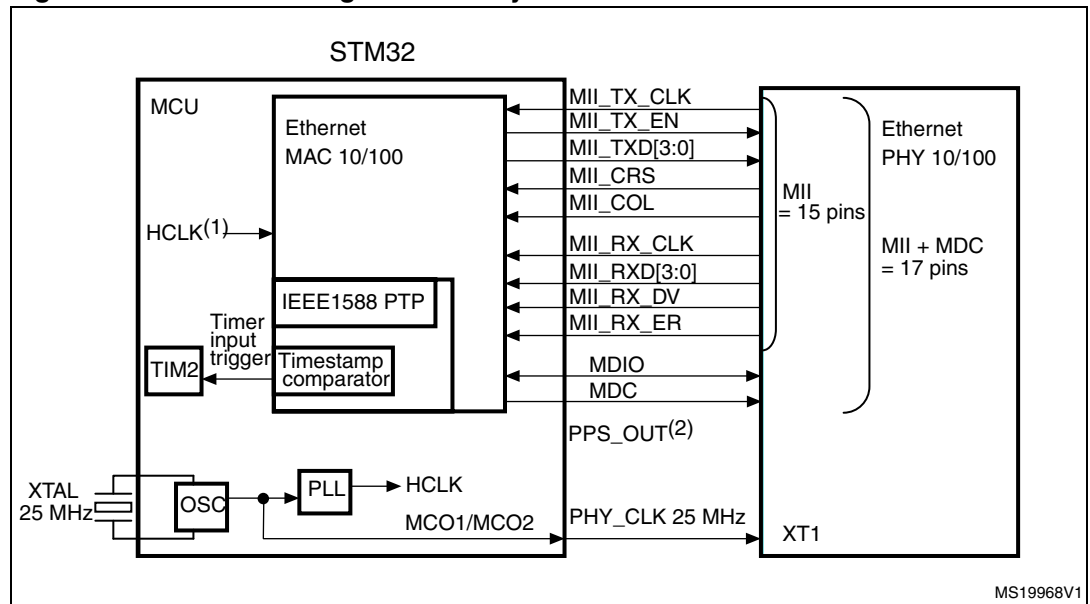 STM32
MCU
Ethernet
MAC 10/100
HCLK(1)
IEEE1588 PTP
Timer
input
trigger
TIM2
Timestamp
comparator
XTAL
25 MHz
OSC
PLL
HCLK
MCO1/MCO2
MII_TX_CLK
MII_TX_EN
MII_TXD[3:0]
MII_CRS
MII_COL
MII_RX_CLK
MII_RXD[3:0]
MII_RX_DV
MII_RX_ER
MDIO
MDC
PPS_OUT(2)
PHY_CLK 25 MHz
MII
= 15 pins
Ethernet
PHY 10/100
MII + MDC
= 17 pins
XT1
MS19968V1